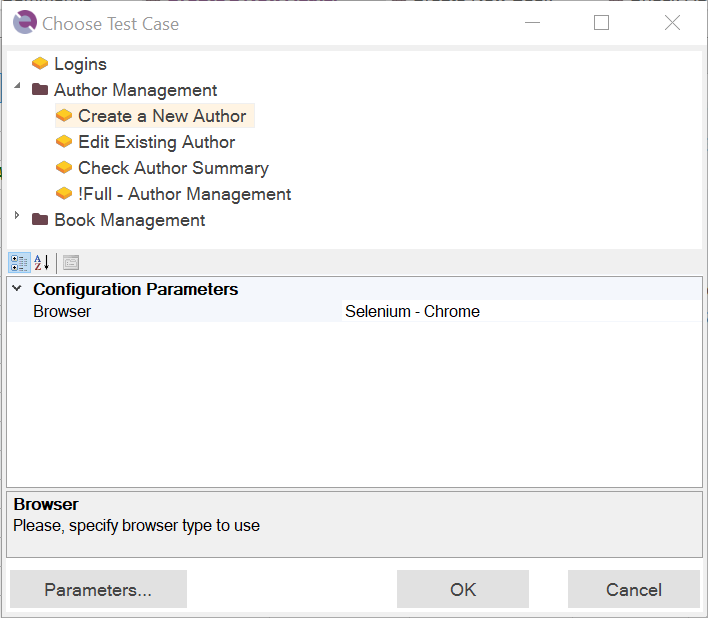 Choose Test Case
Logins
Author Management
Create a New Author
Edit Existing Author
Check Author Summary
!Full - Author Management
Book Management
A
Z
Configuration Parameters
Browser Selenium - Chrome
Browser
Please, specify browser type to use
Parameters... OK Cancel